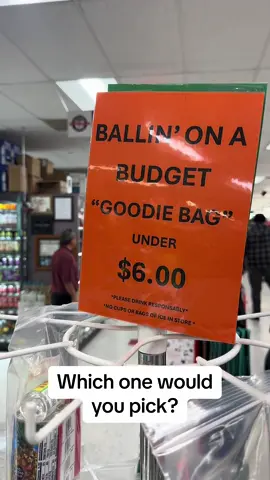 BALLIN' ON A
BUDGET
"GOODIE BAG"
UNDER
$6.00
*PLEASE DRINK RESPONSABLY*
*NO CUPS OR BAGS OF ICE IN STORE*
Which one would
you pick?